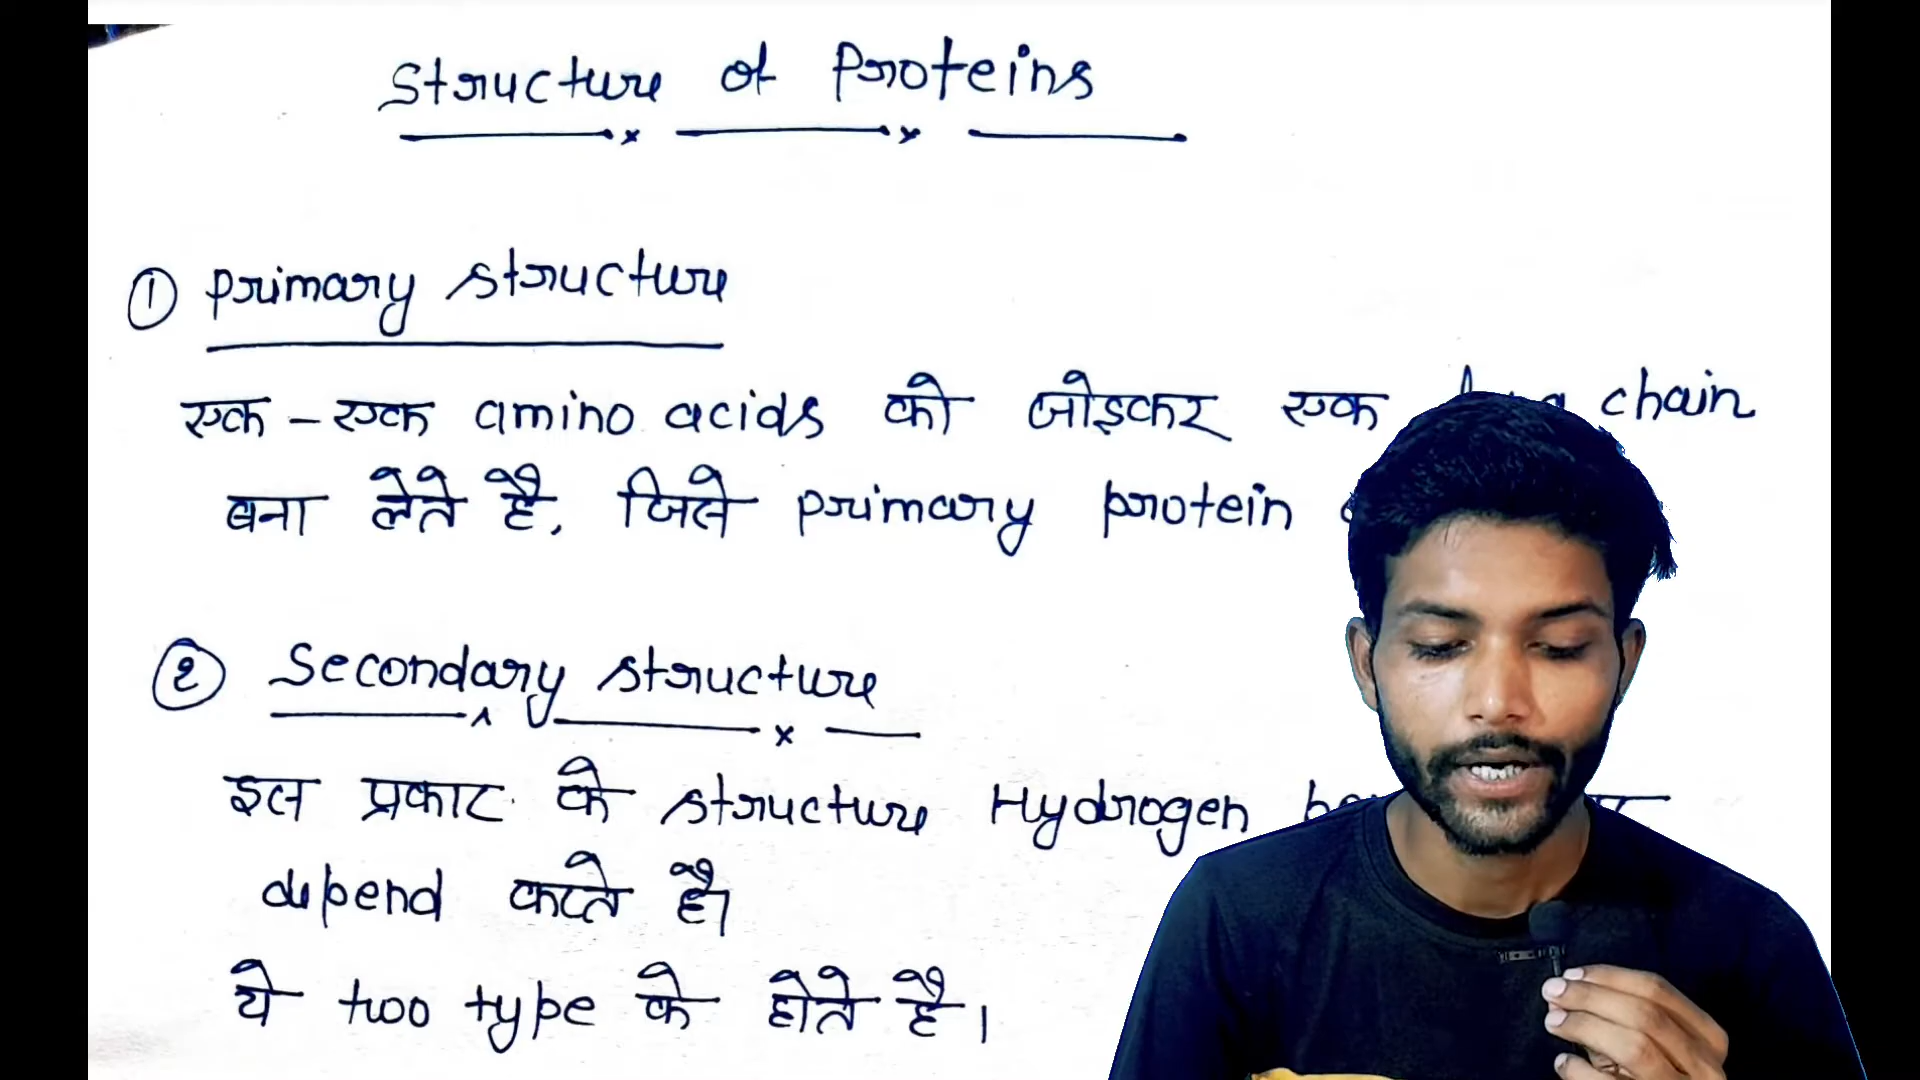 Structure of Proteins
① Primary structure
एक - एक amino acids को जोड़कर एक chain
बना लेते है, जिसे primary protein
② Secondary structure
इस प्रकार के structure Hydrogen
depend करते है।
ये two type के होते है।